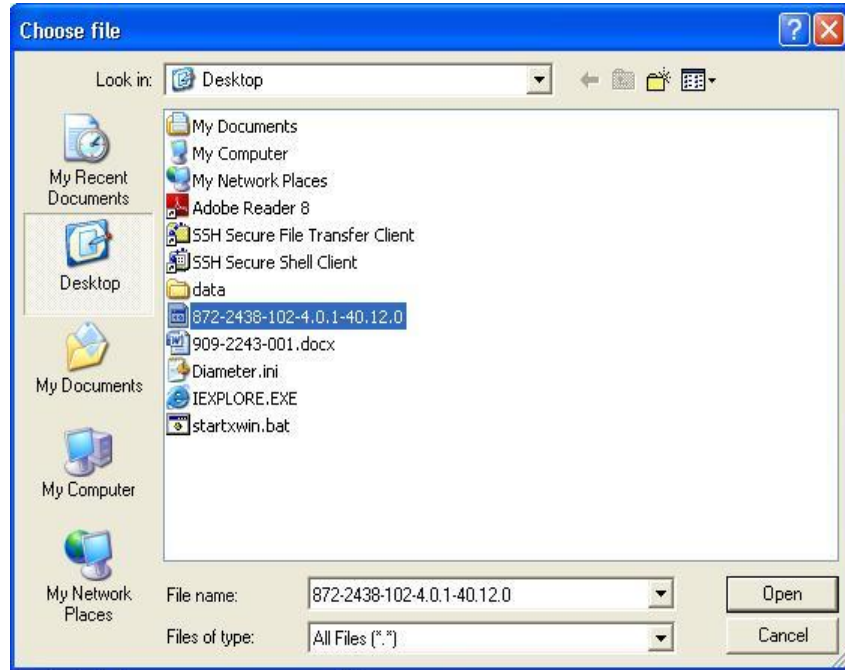 Choose file
Look in: Desktop
My Recent
Documents
Desktop
My Documents
My Computer
My Network
Places
My Documents
My Computer
My Network Places
Adobe Reader 8
SSH Secure File Transfer Client
SSH Secure Shell Client
data
872-2438-102-4.0.1-40.12.0
909-2243-001.docx
Diameter.ini
IEXPLORE.EXE
startxwin.bat
File name: 872-2438-102-4.0.1-40.12.0 Open
Files of type: All Files (*.*) Cancel